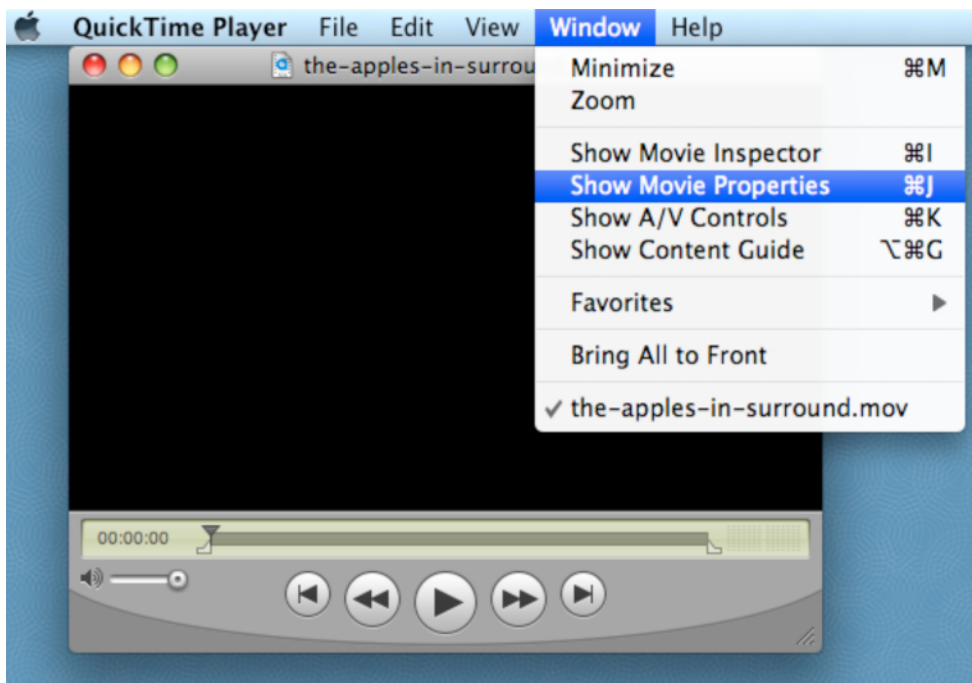 QuickTime Player File Edit View Window Help
the-apples-in-surrou
Minimize ⌘M
Zoom
Show Movie Inspector ⌘I
Show Movie Properties ⌘J
Show A/V Controls ⌘K
Show Content Guide ⌥⌘G
Favorites
Bring All to Front
✓ the-apples-in-surround.mov
00:00:00